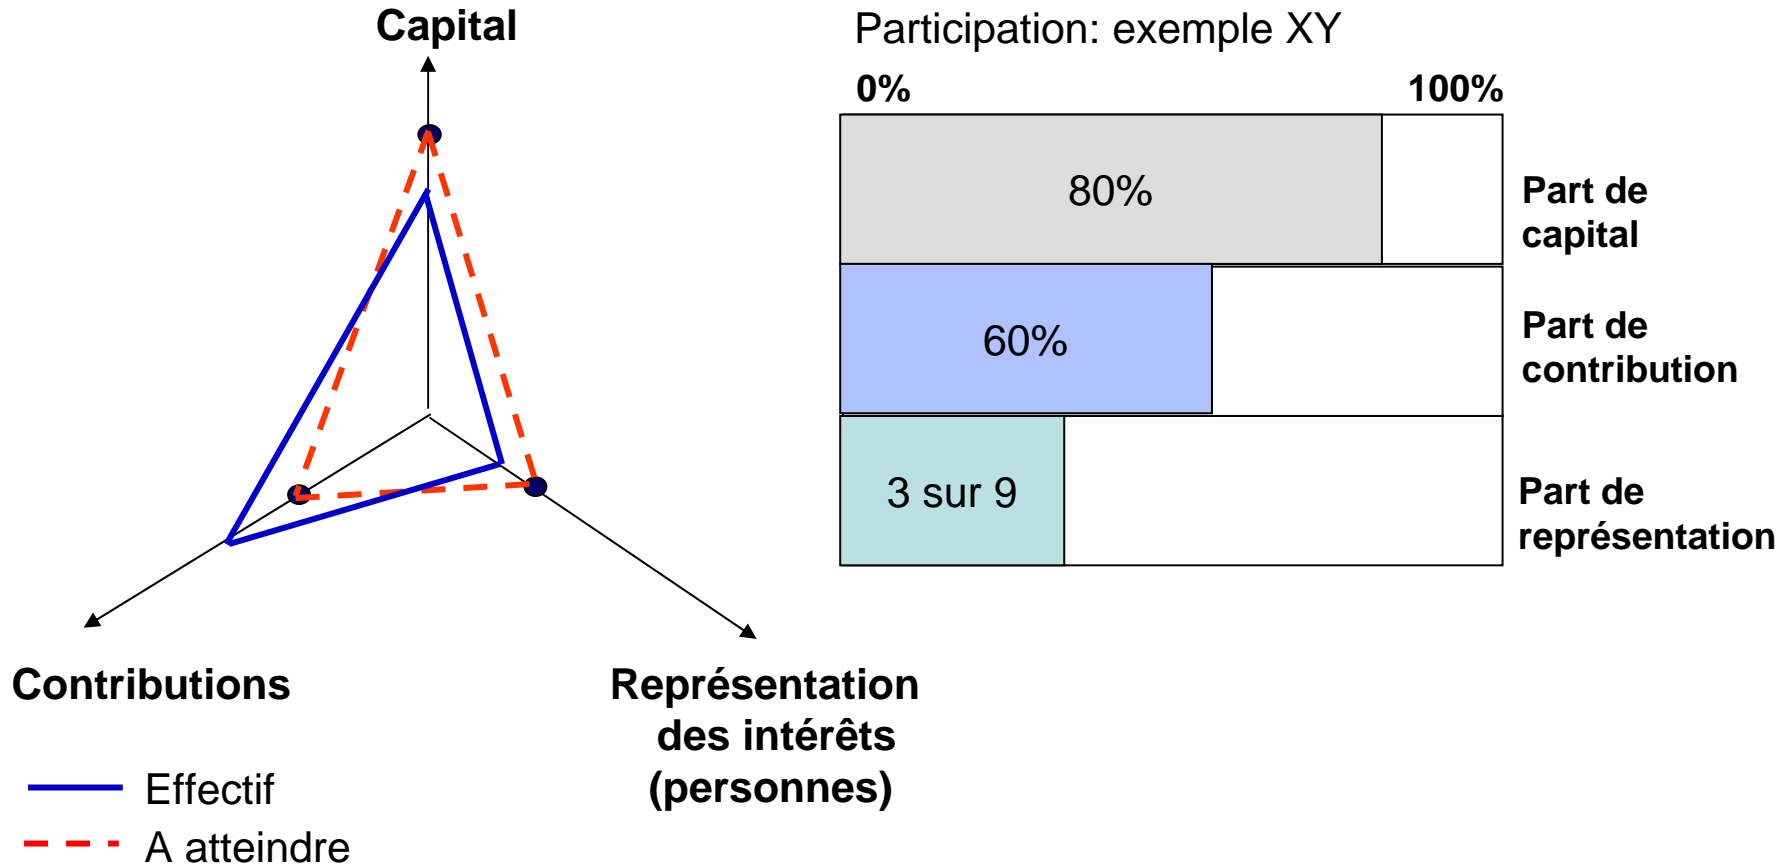 Capital
Contributions
Représentation
des intérêts
(personnes)
Effectif
A atteindre
Participation: exemple XY
0% 100%
80%
Part de
capital
60%
Part de
contribution
3 sur 9
Part de
représentation